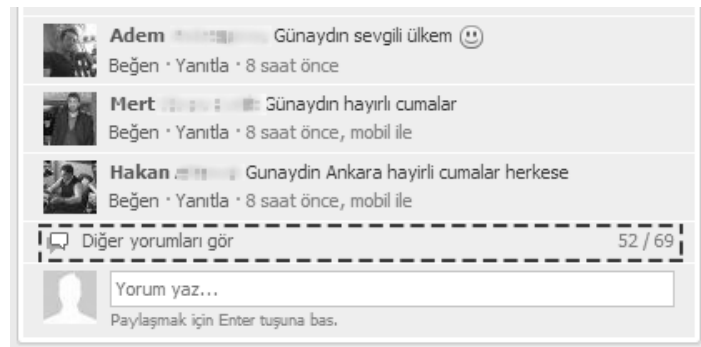 Adem Günaydın sevgili ülkem
Beğen · Yanıtla · 8 saat önce
Mert Günaydın hayırlı cumalar
Beğen · Yanıtla · 8 saat önce, mobil ile
Hakan Gunaydin Ankara hayirli cumalar herkese
Beğen · Yanıtla · 8 saat önce, mobil ile
Diğer yorumları gör 52 / 69
Yorum yaz...
Paylaşmak için Enter tuşuna bas.